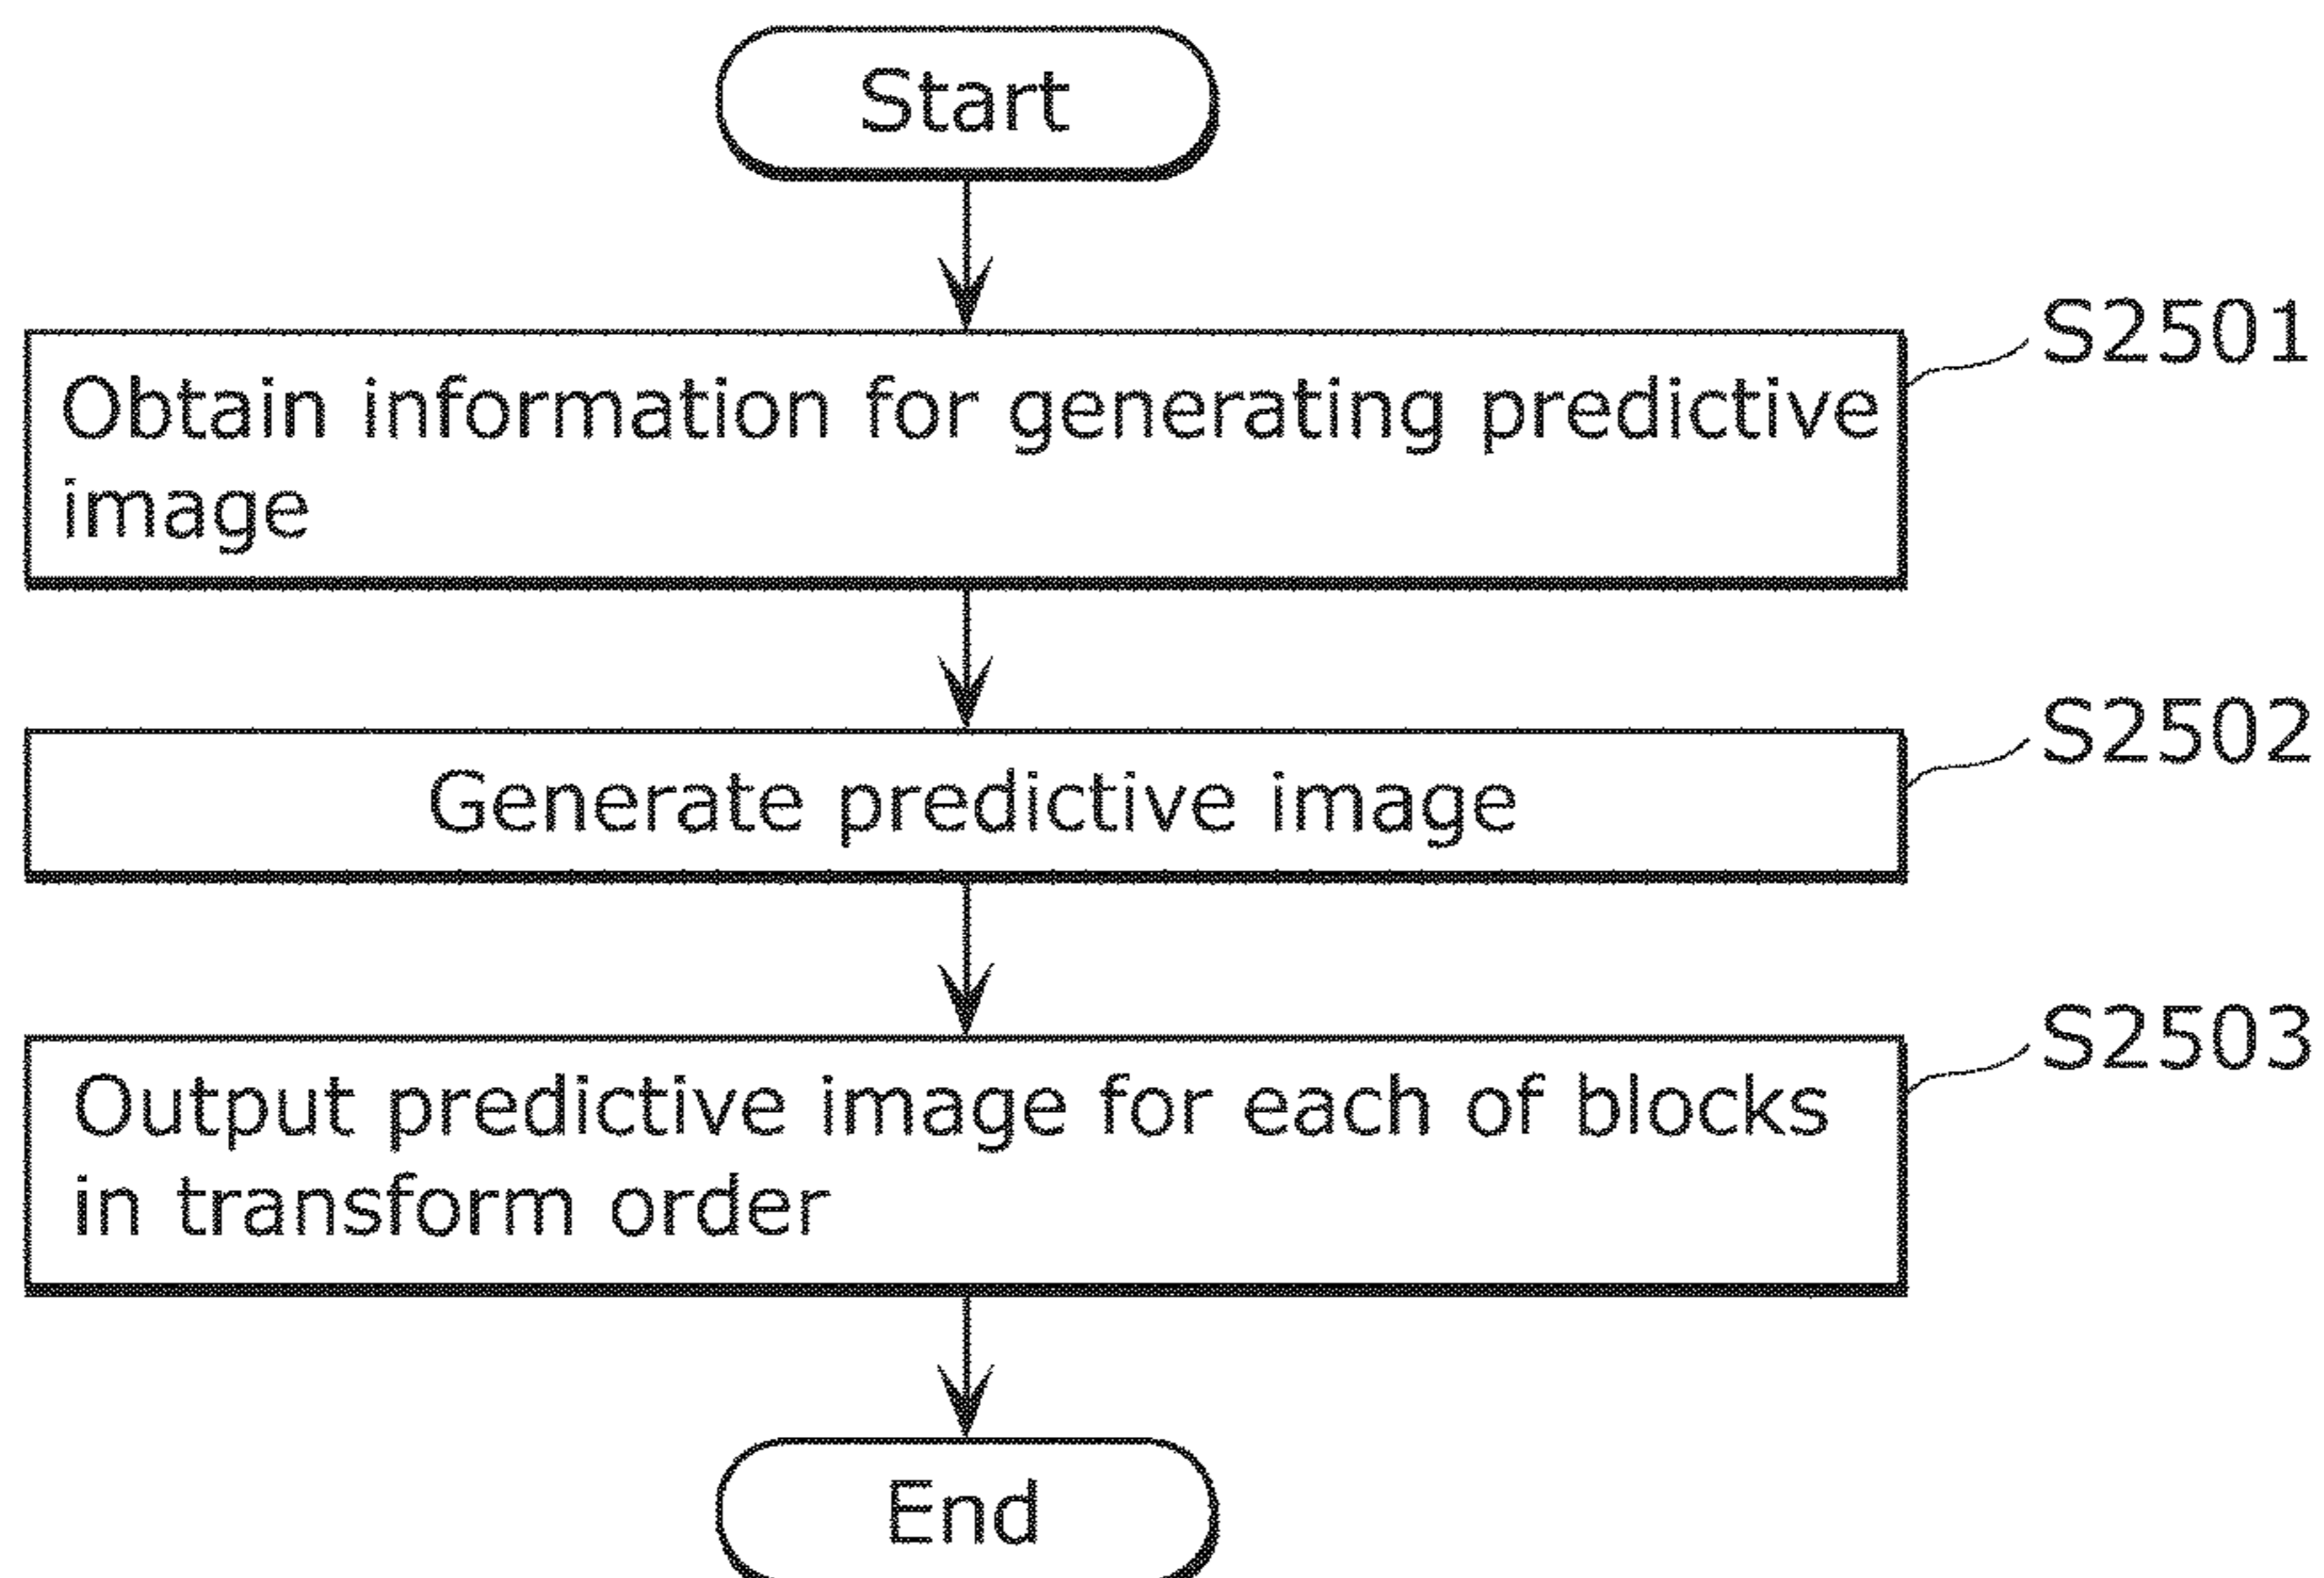 Start
S2501
Obtain information for generating predictive
image
S2502
Generate predictive image
S2503
Output predictive image for each of blocks
in transform order
End